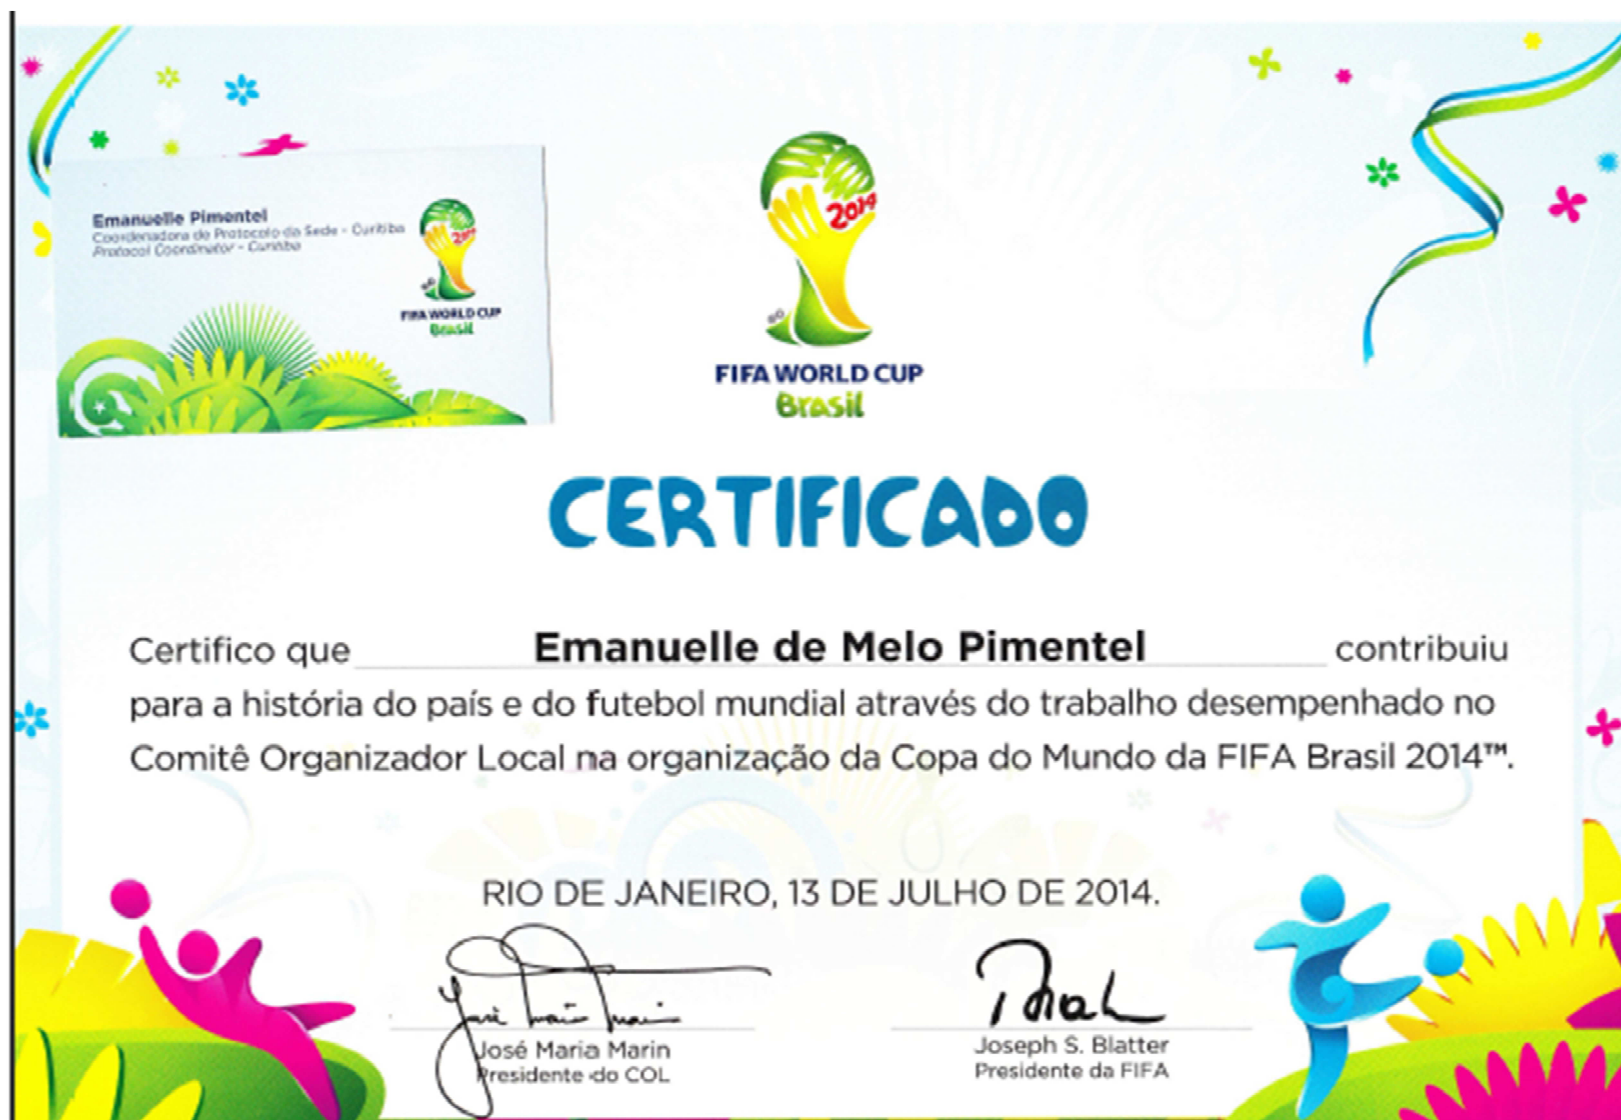 Emanuelle Pimentel
Coordenadora de Protocolo da Sede - Curitiba
Protocol Coordinator - Curitiba
2014
FIFA WORLD CUP
Brasil
2014
FIFA WORLD CUP
Brasil
CERTIFICADO
Certifico que Emanuelle de Melo Pimentel contribuiu
para a história do país e do futebol mundial através do trabalho desempenhado no
Comitê Organizador Local na organização da Copa do Mundo da FIFA Brasil 2014™.
RIO DE JANEIRO, 13 DE JULHO DE 2014.
José Maria Marin
Presidente do COL
Joseph S. Blatter
Presidente da FIFA